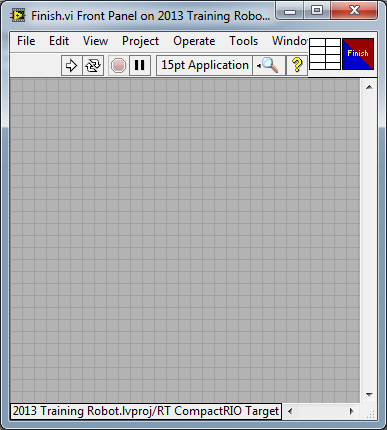 Finish.vi Front Panel on 2013 Training Robo...
File Edit View Project Operate Tools Windo
Finish
15pt Application
?
2013 Training Robot.lvproj/RT CompactRIO Target